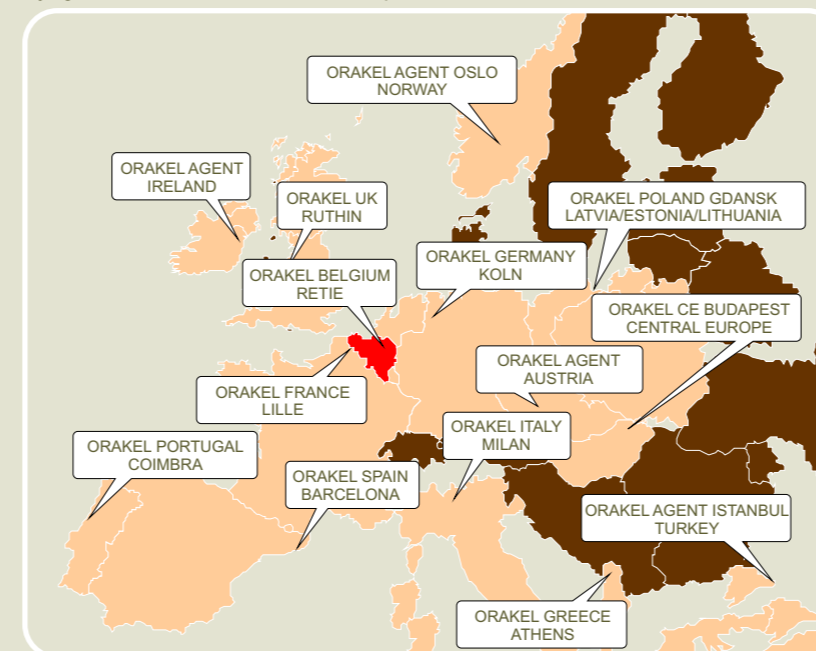 ORAKEL AGENT OSLO
NORWAY
ORAKEL AGENT
IRELAND
ORAKEL UK
RUTHIN
ORAKEL POLAND GDANSK
LATVIA/ESTONIA/LITHUANIA
ORAKEL BELGIUM
RETIE
ORAKEL GERMANY
KOLN
ORAKEL CE BUDAPEST
CENTRAL EUROPE
ORAKEL AGENT
AUSTRIA
ORAKEL FRANCE
LILLE
ORAKEL ITALY
MILAN
ORAKEL PORTUGAL
COIMBRA
ORAKEL SPAIN
BARCELONA
ORAKEL AGENT ISTANBUL
TURKEY
ORAKEL GREECE
ATHENS